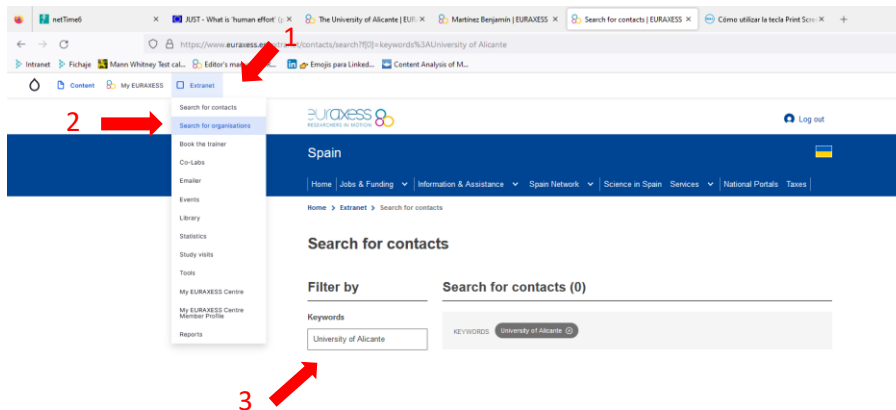 netTime6
JUST - What is 'human effort' (p
The University of Alicante | EUR
Martínez Benjamín | EURAXESS
Search for contacts | EURAXESS
Cómo utilizar la tecla Print Scre
1
https://www.euraxess.es
et/contacts/search?f[0]=keywords%3AUniversity of Alicante
Intranet
Fichaje
Mann Whitney Test cal...
Editor's ma
Emojis para Linked...
Content Analysis of M...
Content
My EURAXESS
Extranet
Search for contacts
2
Search for organisations
Book the trainer
Co-Labs
Emailer
Events
Library
Statistics
Study visits
Tools
My EURAXESS Centre
My EURAXESS Centre
Member Profile
Reports
euraxess
RESEARCHERS IN MOTION
Log out
Spain
Home
Jobs & Funding
Information & Assistance
Spain Network
Science in Spain
Services
National Portals
Taxes
Home > Extranet > Search for contacts
Search for contacts
Filter by
Search for contacts (0)
Keywords
University of Alicante
KEYWORDS
University of Alicante
3